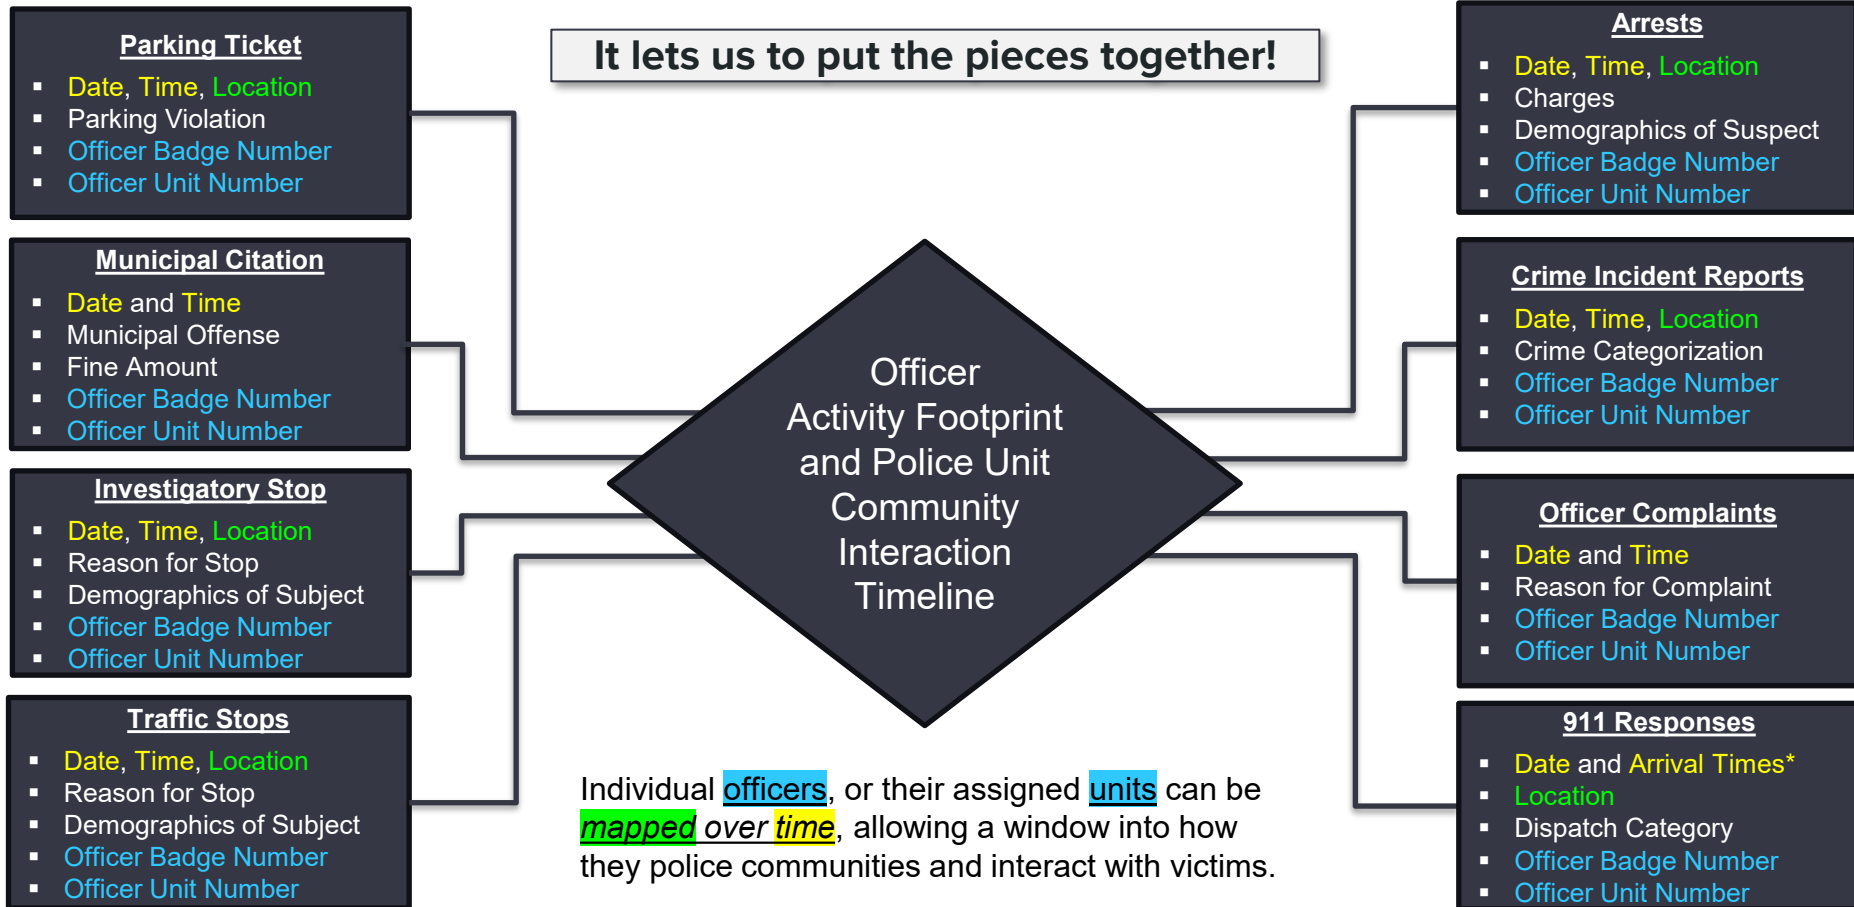 It lets us to put the pieces together!
Parking Ticket
▪ Date, Time, Location
▪ Parking Violation
▪ Officer Badge Number
▪ Officer Unit Number
Municipal Citation
▪ Date and Time
▪ Municipal Offense
▪ Fine Amount
▪ Officer Badge Number
▪ Officer Unit Number
Investigatory Stop
▪ Date, Time, Location
▪ Reason for Stop
▪ Demographics of Subject
▪ Officer Badge Number
▪ Officer Unit Number
Traffic Stops
▪ Date, Time, Location
▪ Reason for Stop
▪ Demographics of Subject
▪ Officer Badge Number
▪ Officer Unit Number
Officer
Activity Footprint
and Police Unit
Community
Interaction
Timeline
Individual officers, or their assigned units can be
mapped over time, allowing a window into how
they police communities and interact with victims.
Arrests
▪ Date, Time, Location
▪ Charges
▪ Demographics of Suspect
▪ Officer Badge Number
▪ Officer Unit Number
Crime Incident Reports
▪ Date, Time, Location
▪ Crime Categorization
▪ Officer Badge Number
▪ Officer Unit Number
Officer Complaints
▪ Date and Time
▪ Reason for Complaint
▪ Officer Badge Number
▪ Officer Unit Number
911 Responses
▪ Date and Arrival Times*
▪ Location
▪ Dispatch Category
▪ Officer Badge Number
▪ Officer Unit Number